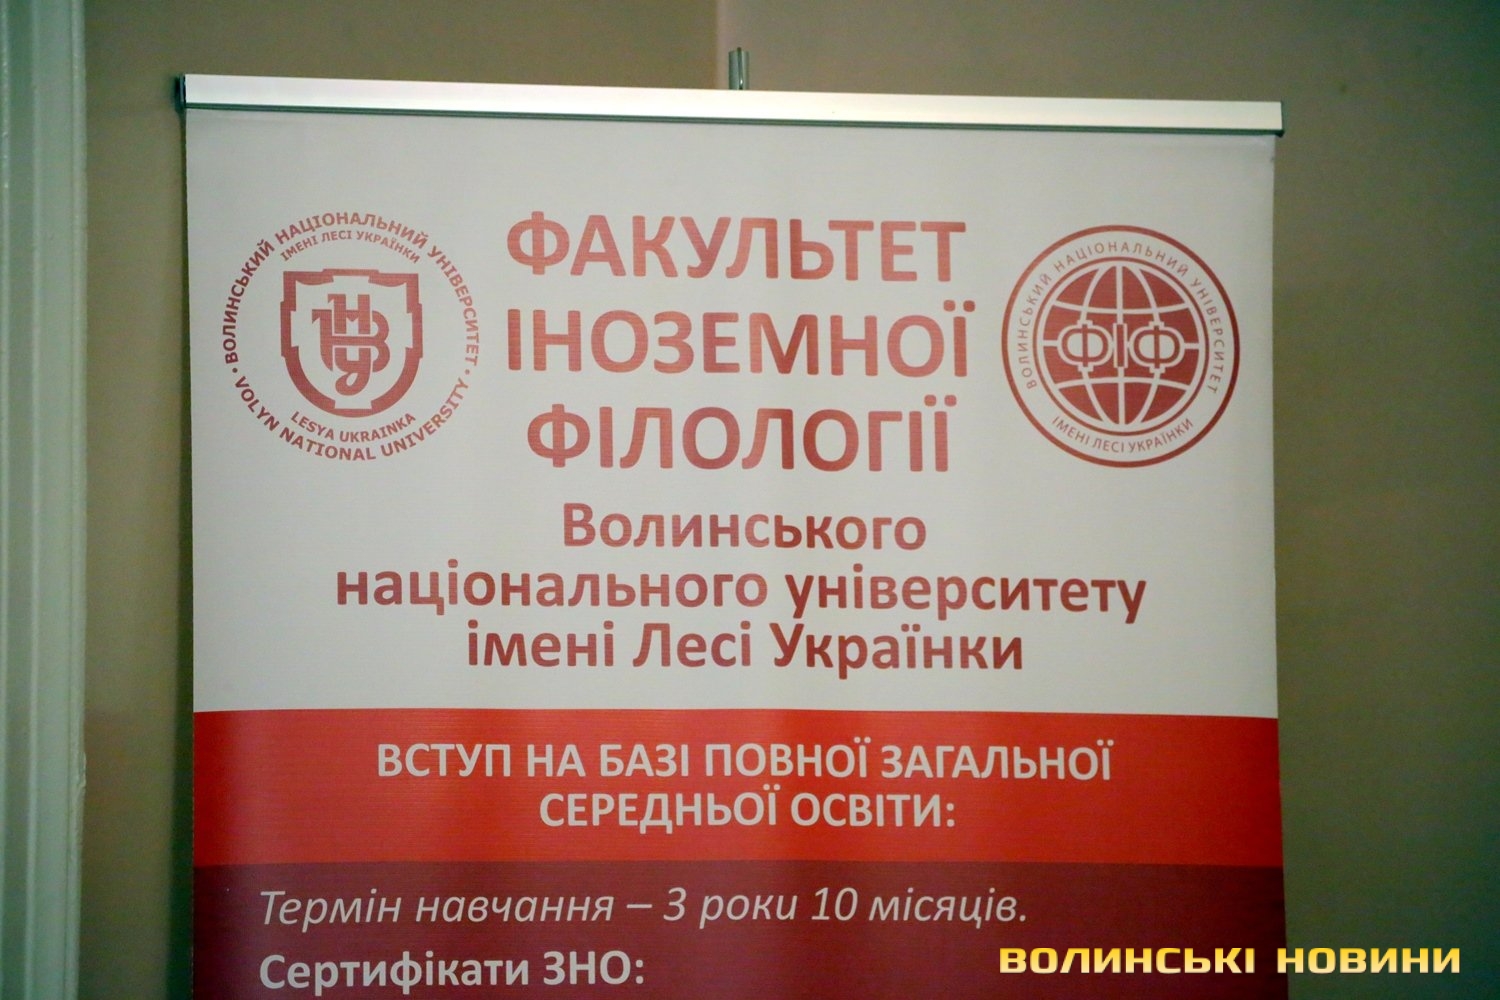 ВОЛИНСЬКИЙ НАЦІОНАЛЬНИЙ УНІВЕРСИТЕТ
ІМЕНІ ЛЕСІ УКРАЇНКИ
ВНУ
LESYA UKRAINKA
VOLYN NATIONAL UNIVERSITY
ФАКУЛЬТЕТ
ІНОЗЕМНОЇ
ФІЛОЛОГІЇ
ВОЛИНСЬКИЙ НАЦІОНАЛЬНИЙ УНІВЕРСИТЕТ
ФІФ
ІМЕНІ ЛЕСІ УКРАЇНКИ
Волинського
національного університету
імені Лесі Українки
ВСТУП НА БАЗІ ПОВНОЇ ЗАГАЛЬНОЇ
СЕРЕДНЬОЇ ОСВІТИ:
Термін навчання – 3 роки 10 місяців.
Сертифікати ЗНО:
ВОЛИНСЬКІ НОВИНИ